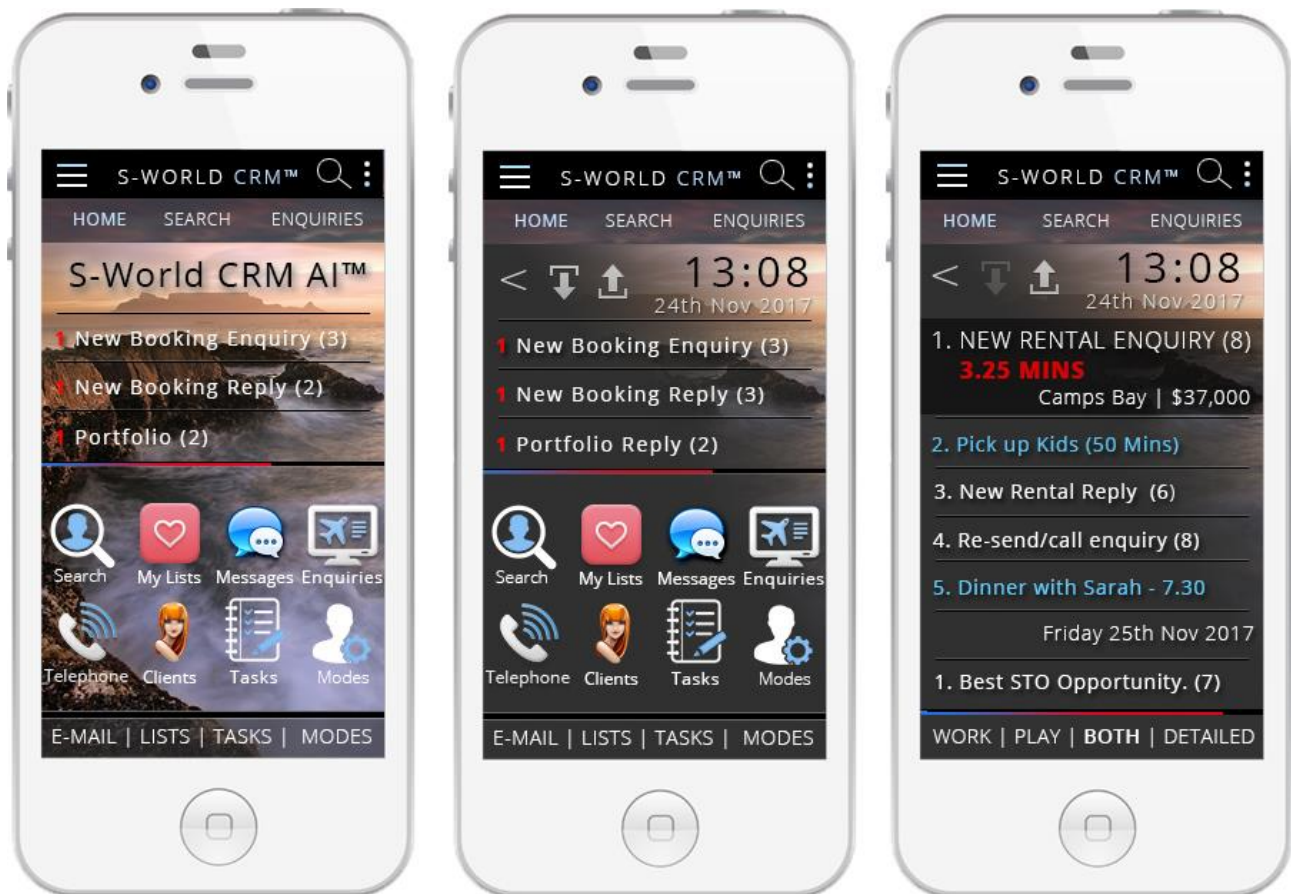 S-WORLD CRM™
HOME SEARCH ENQUIRIES
S-World CRM AI™
1 New Booking Enquiry (3)
1 New Booking Reply (2)
1 Portfolio (2)
Search My Lists Messages Enquiries
Telephone Clients Tasks Modes
E-MAIL | LISTS | TASKS | MODES
S-WORLD CRM™
HOME SEARCH ENQUIRIES
< 13:08
24th Nov 2017
1 New Booking Enquiry (3)
1 New Booking Reply (3)
1 Portfolio Reply (2)
Search My Lists Messages Enquiries
Telephone Clients Tasks Modes
E-MAIL | LISTS | TASKS | MODES
S-WORLD CRM™
HOME SEARCH ENQUIRIES
< 13:08
24th Nov 2017
1. NEW RENTAL ENQUIRY (8)
3.25 MINS
Camps Bay | $37,000
2. Pick up Kids (50 Mins)
3. New Rental Reply (6)
4. Re-send/call enquiry (8)
5. Dinner with Sarah - 7.30
Friday 25th Nov 2017
1. Best STO Opportunity. (7)
WORK | PLAY | BOTH | DETAILED